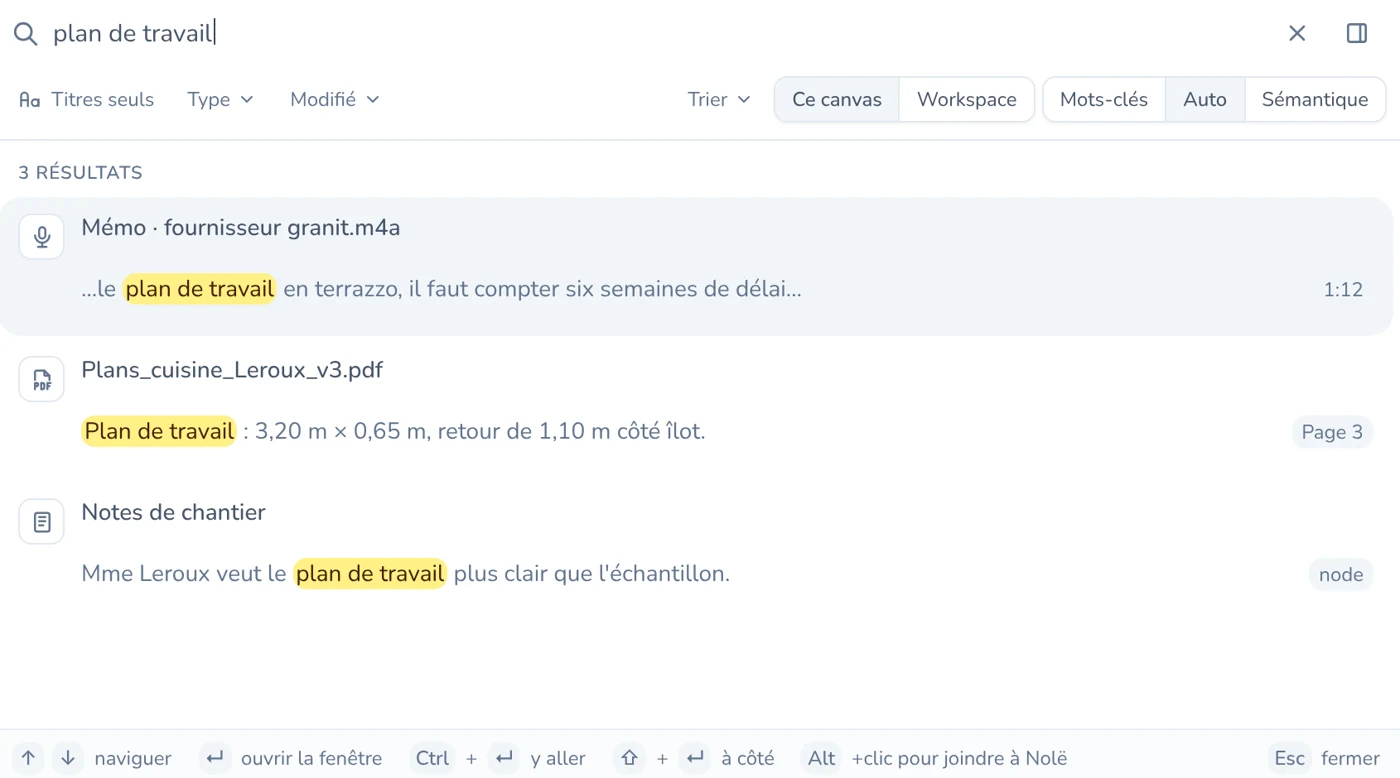 plan de travail
Aa Titres seuls Type Modifié Trier Ce canvas Workspace Mots-clés Auto Sémantique
3 RÉSULTATS
Mémo · fournisseur granit.m4a
...le plan de travail en terrazzo, il faut compter six semaines de délai... 1:12
PDF Plans_cuisine_Leroux_v3.pdf
Plan de travail : 3,20 m × 0,65 m, retour de 1,10 m côté îlot. Page 3
Notes de chantier
Mme Leroux veut le plan de travail plus clair que l'échantillon. node
↑ ↓ naviguer ↵ ouvrir la fenêtre Ctrl + ↵ y aller ⇧ + ↵ à côté Alt +clic pour joindre à Nolë Esc fermer